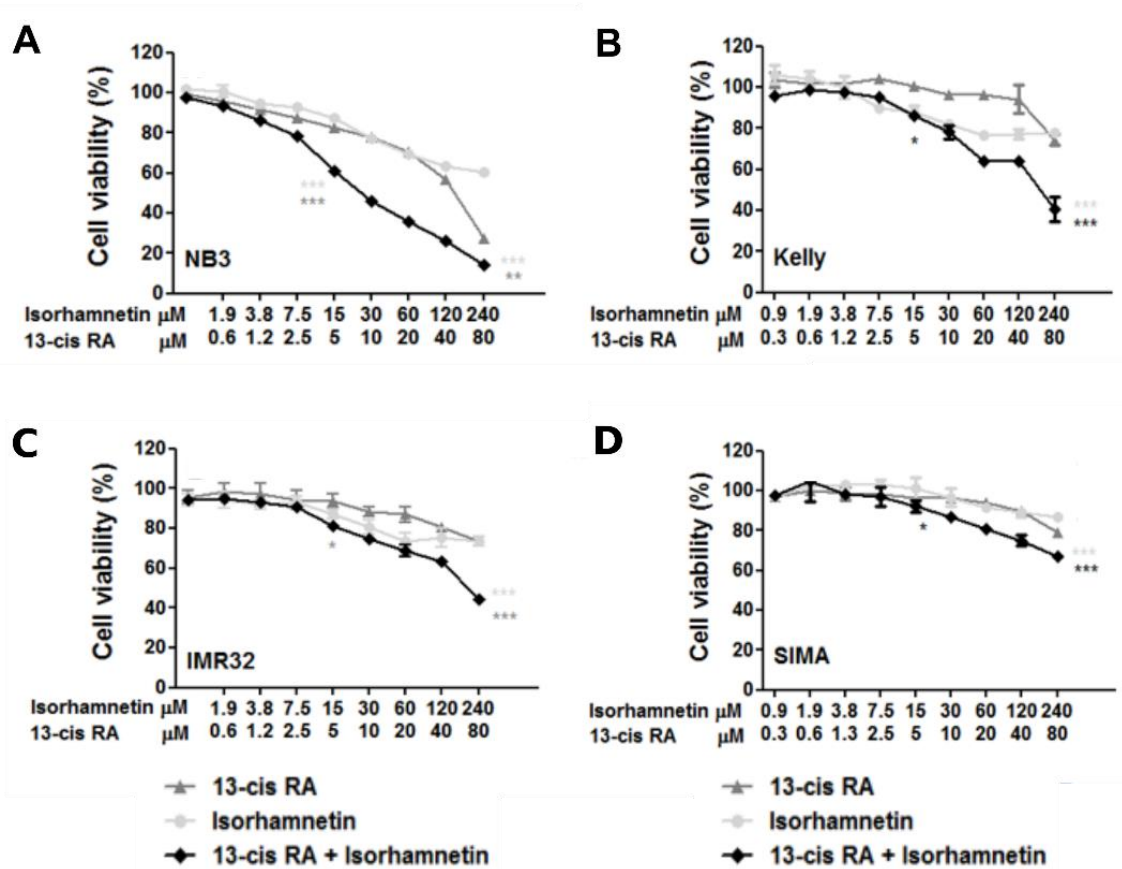 A
120
100
80
60
40
20
0
Cell viability (%)
***
***
***
**
NB3
Isorhamnetin µM 1.9 3.8 7.5 15 30 60 120 240
13-cis RA µM 0.6 1.2 2.5 5 10 20 40 80
B
120
100
80
60
40
20
0
Cell viability (%)
*
***
***
Kelly
Isorhamnetin µM 0.9 1.9 3.8 7.5 15 30 60 120 240
13-cis RA µM 0.3 0.6 1.2 2.5 5 10 20 40 80
C
120
100
80
60
40
20
0
Cell viability (%)
*
***
***
IMR32
Isorhamnetin µM 1.9 3.8 7.5 15 30 60 120 240
13-cis RA µM 0.6 1.2 2.5 5 10 20 40 80
D
120
100
80
60
40
20
0
Cell viability (%)
*
***
***
SIMA
Isorhamnetin µM 0.9 1.9 3.8 7.5 15 30 60 120 240
13-cis RA µM 0.3 0.6 1.3 2.5 5 10 20 40 80
13-cis RA
Isorhamnetin
13-cis RA + Isorhamnetin
13-cis RA
Isorhamnetin
13-cis RA + Isorhamnetin